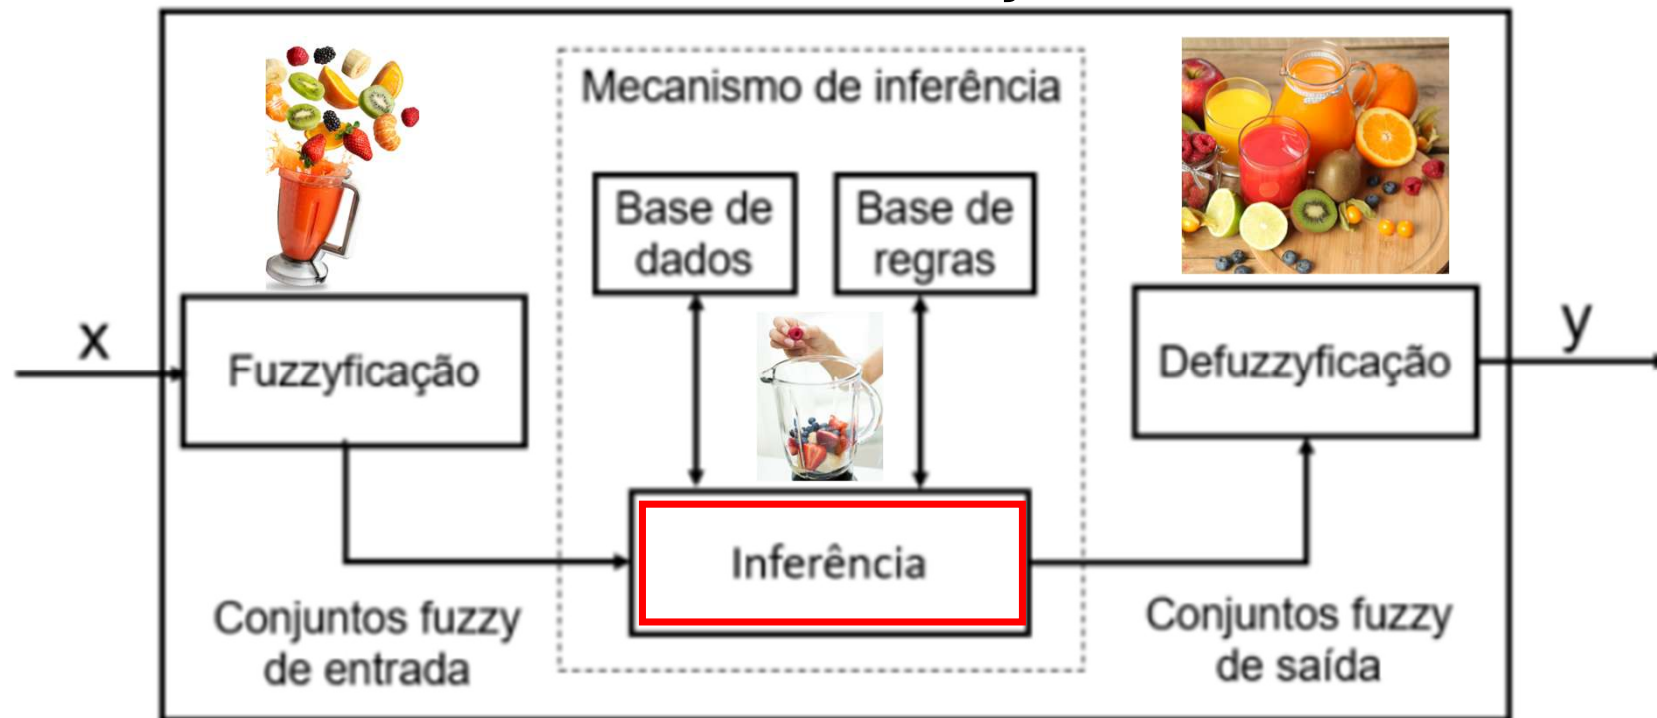 Mecanismo de inferência
Base de
dados
Base de
regras
x
Fuzzyficação
Defuzzyficação
y
Inferência
Conjuntos fuzzy
de entrada
Conjuntos fuzzy
de saída